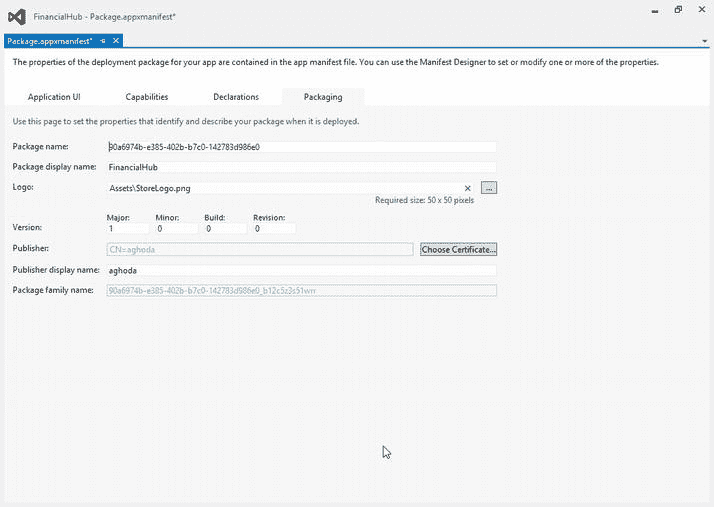 FinancialHub - Package.appxmanifest*
Package.appxmanifest*
The properties of the deployment package for your app are contained in the app manifest file. You can use the Manifest Designer to set or modify one or more of the properties.
Application UI Capabilities Declarations Packaging
Use this page to set the properties that identify and describe your package when it is deployed.
Package name: 90a6974b-e385-402b-b7c0-142783d986e0
Package display name: FinancialHub
Logo: Assets\StoreLogo.png ...
Required size: 50 x 50 pixels
Major: Minor: Build: Revision:
Version: 1 0 0 0
Publisher: CN=aghoda Choose Certificate...
Publisher display name: aghoda
Package family name: 90a6974b-e385-402b-b7c0-142783d986e0_b12c5z3s51wrr